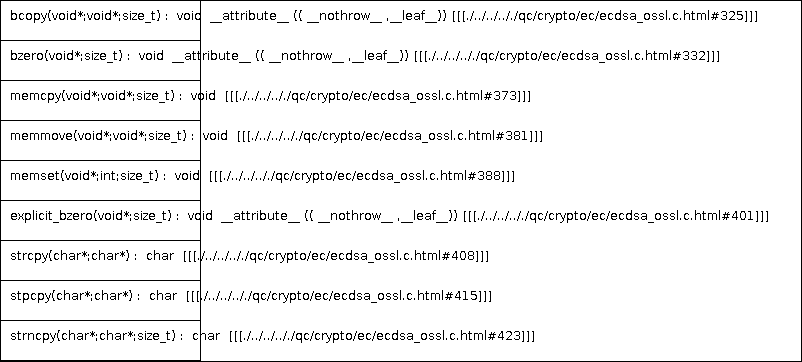 bcopy(void*;void*;size_t) :  void  __attribute__ (( __nothrow__ ,__leaf__)) [[[./../../../qc/crypto/ec/ecdsa_ossl.c.html#325]]]
bzero(void*;size_t) :  void  __attribute__ (( __nothrow__ ,__leaf__)) [[[./../../../../qc/crypto/ec/ecdsa_ossl.c.html#332]]]
memcpy(void*;void*;size_t) :  void  [[[./../../../../qc/crypto/ec/ecdsa_ossl.c.html#373]]]
memmove(void*;void*;size_t) :  void  [[[./../../../../qc/crypto/ec/ecdsa_ossl.c.html#381]]]
memset(void*;int;size_t) :  void  [[[./../../../../qc/crypto/ec/ecdsa_ossl.c.html#388]]]
explicit_bzero(void*;size_t) :  void  __attribute__ (( __nothrow__ ,__leaf__)) [[[./../../../../qc/crypto/ec/ecdsa_ossl.c.html#401]]]
strcpy(char*;char*) :  char  [[[./../../../../qc/crypto/ec/ecdsa_ossl.c.html#408]]]
stpcpy(char*;char*) :  char  [[[./../../../../qc/crypto/ec/ecdsa_ossl.c.html#415]]]
strncpy(char*;char*;size_t) :  char  [[[./../../../../qc/crypto/ec/ecdsa_ossl.c.html#423]]]